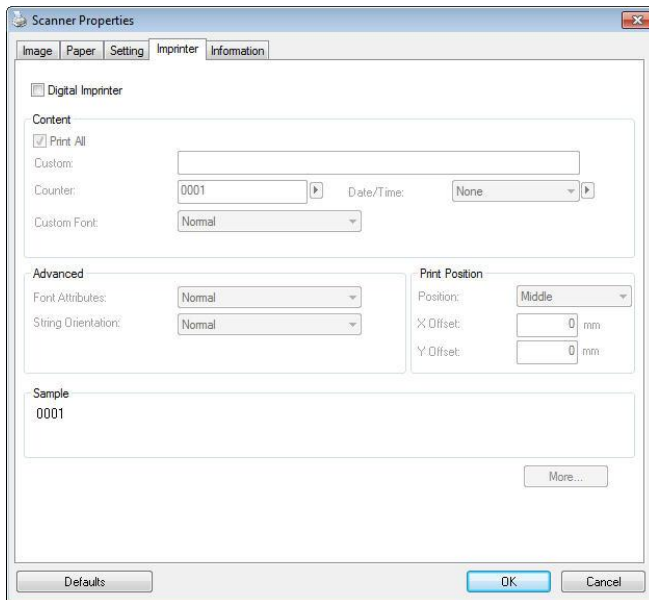 Scanner Properties
Image Paper Setting Imprinter Information
Digital Imprinter
Content
Print All
Custom:
Counter: 0001 Date/Time: None
Custom Font: Normal
Advanced
Font Attributes: Normal
String Orientation: Normal
Print Position
Position: Middle
X Offset: 0 mm
Y Offset: 0 mm
Sample
0001
More...
Defaults OK Cancel